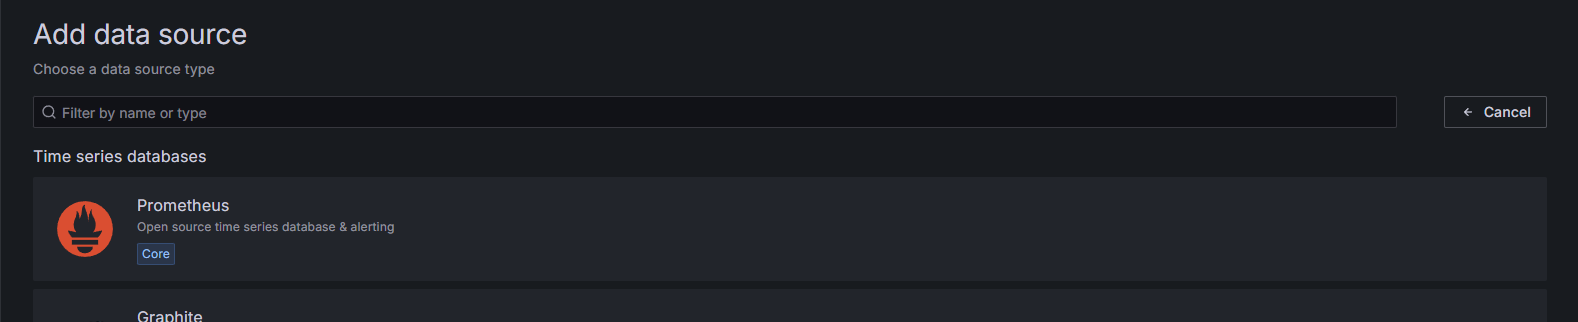 Add data source
Choose a data source type
Filter by name or type
Cancel
Time series databases
Prometheus
Open source time series database & alerting
Core
Graphite